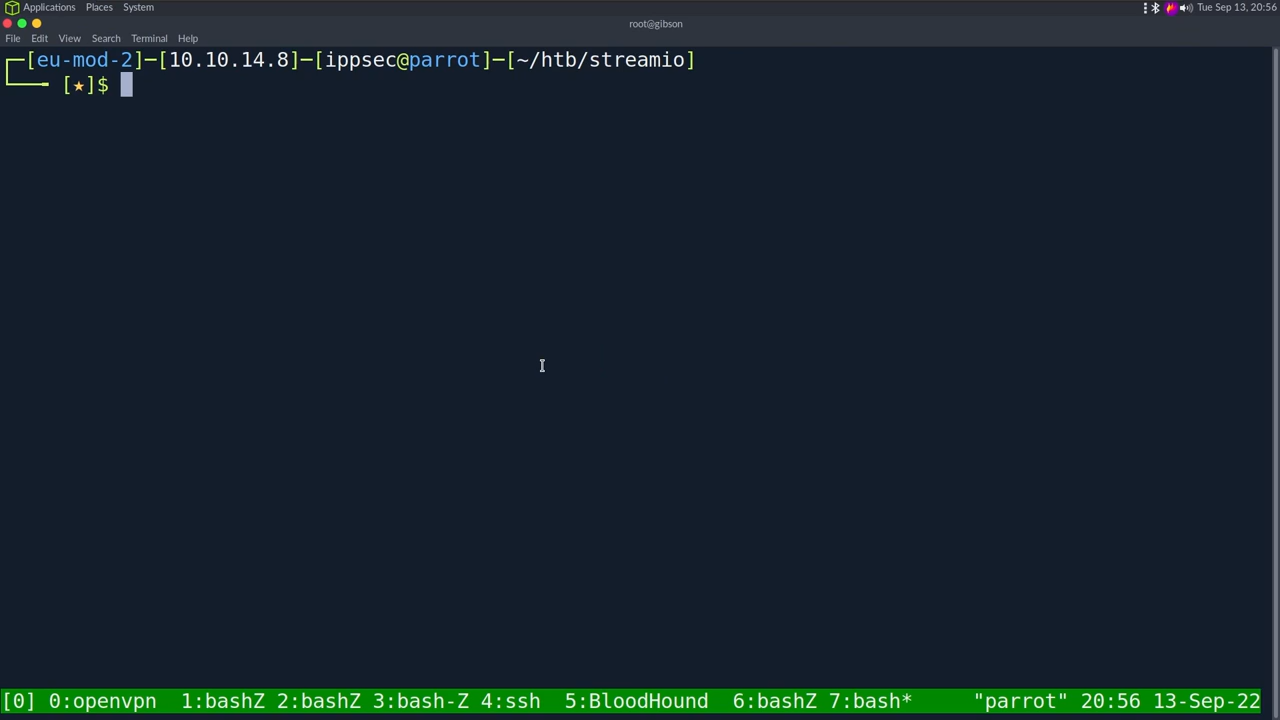 Applications Places System Tue Sep 13, 20:56
root@gibson
File Edit View Search Terminal Help
┌─[eu-mod-2]─[10.10.14.8]─[ippsec@parrot]─[~/htb/streamio]
└──╼ [★]$
[0] 0:openvpn 1:bashZ 2:bashZ 3:bash-Z 4:ssh 5:BloodHound 6:bashZ 7:bash* "parrot" 20:56 13-Sep-22